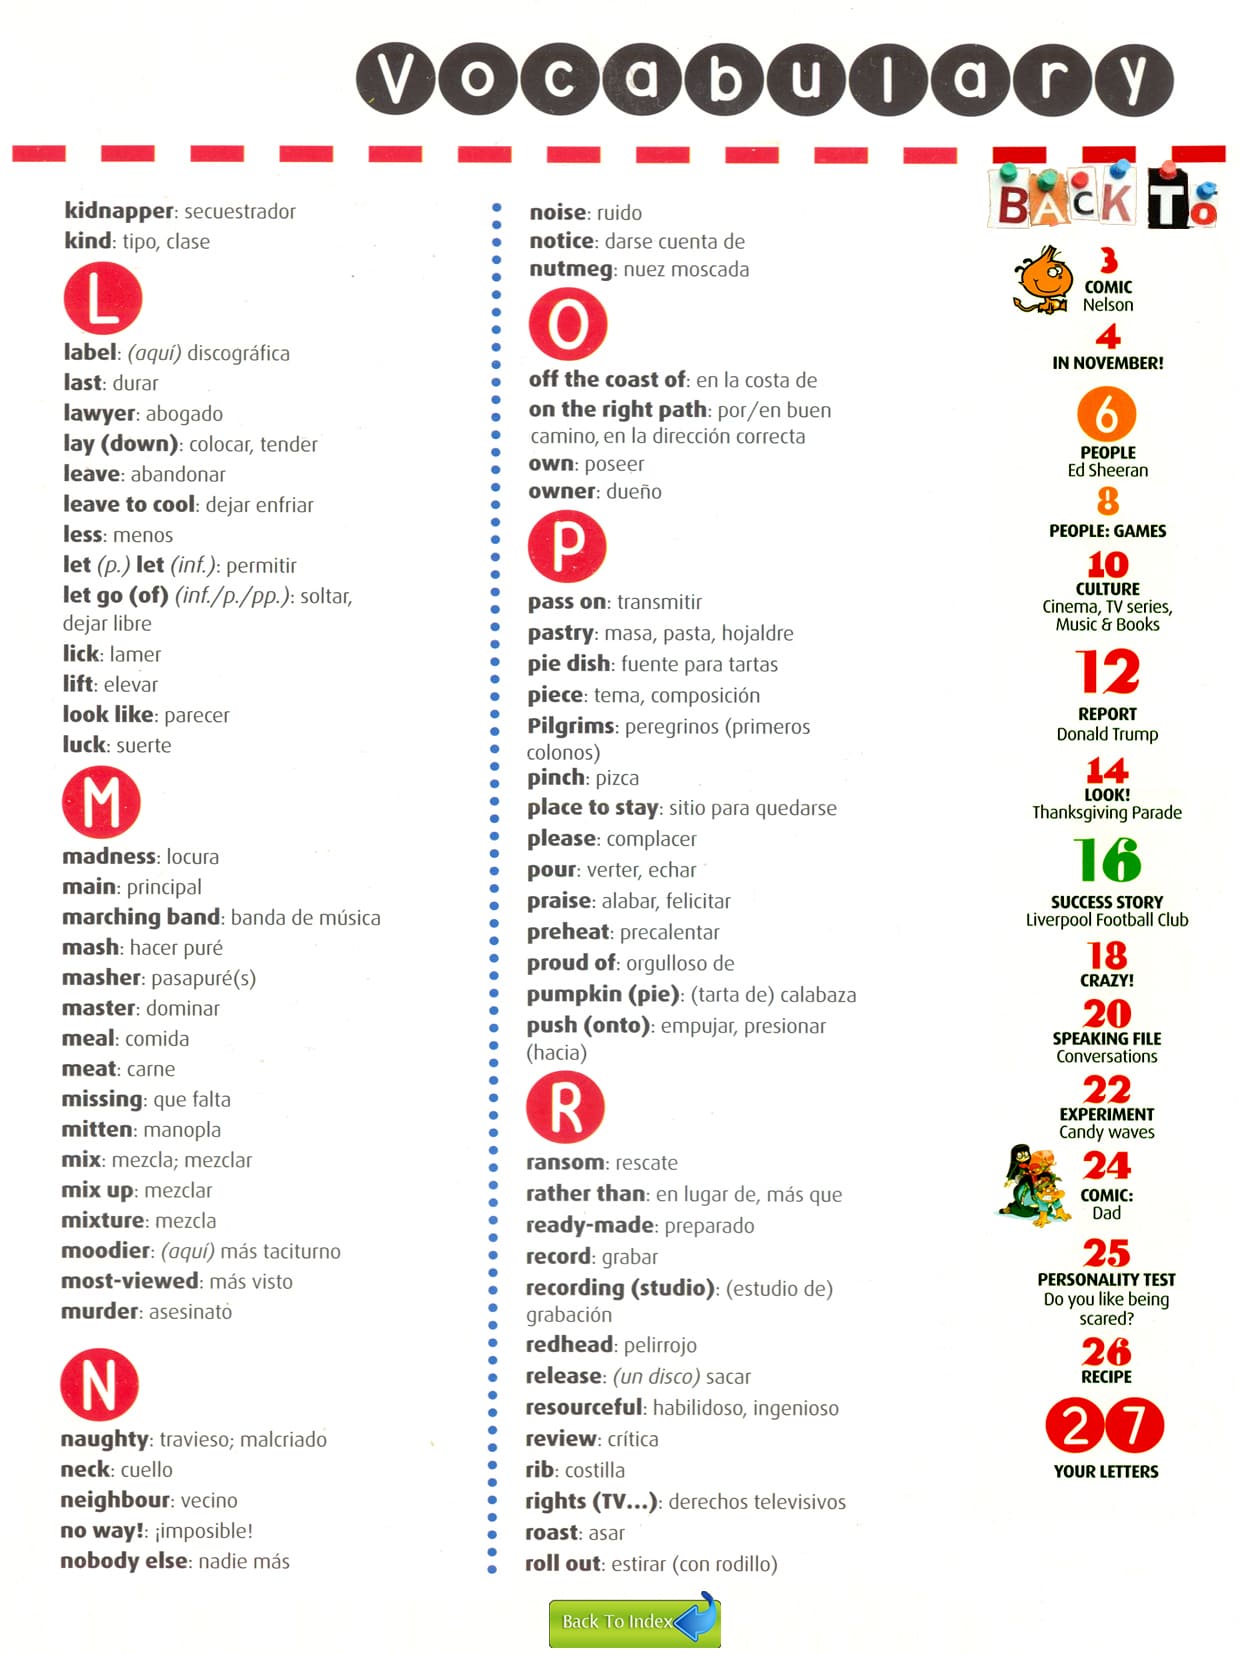 Vocabulary
kidnapper: secuestrador
kind: tipo, clase
L
label: (aquí) discográfica
last: durar
lawyer: abogado
lay (down): colocar, tender
leave: abandonar
leave to cool: dejar enfriar
less: menos
let (p.) let (inf.): permitir
let go (of) (inf./p./pp.): soltar,
dejar libre
lick: lamer
lift: elevar
look like: parecer
luck: suerte
M
madness: locura
main: principal
marching band: banda de música
mash: hacer puré
masher: pasapuré(s)
master: dominar
meal: comida
meat: carne
missing: que falta
mitten: manopla
mix: mezcla; mezclar
mix up: mezclar
mixture: mezcla
moodier: (aquí) más taciturno
most-viewed: más visto
murder: asesinato
N
naughty: travieso; malcriado
neck: cuello
neighbour: vecino
no way!: ¡imposible!
nobody else: nadie más
noise: ruido
notice: darse cuenta de
nutmeg: nuez moscada
O
off the coast of: en la costa de
on the right path: por/en buen
camino, en la dirección correcta
own: poseer
owner: dueño
P
pass on: transmitir
pastry: masa, pasta, hojaldre
pie dish: fuente para tartas
piece: tema, composición
Pilgrims: peregrinos (primeros
colonos)
pinch: pizca
place to stay: sitio para quedarse
please: complacer
pour: verter, echar
praise: alabar, felicitar
preheat: precalentar
proud of: orgulloso de
pumpkin (pie): (tarta de) calabaza
push (onto): empujar, presionar
(hacia)
R
ransom: rescate
rather than: en lugar de, más que
ready-made: preparado
record: grabar
recording (studio): (estudio de)
grabación
redhead: pelirrojo
release: (un disco) sacar
resourceful: habilidoso, ingenioso
review: crítica
rib: costilla
rights (TV...): derechos televisivos
roast: asar
roll out: estirar (con rodillo)
BACK To
3
COMIC
Nelson
4
IN NOVEMBER!
6
PEOPLE
Ed Sheeran
8
PEOPLE: GAMES
10
CULTURE
Cinema, TV series,
Music & Books
12
REPORT
Donald Trump
14
LOOK!
Thanksgiving Parade
16
SUCCESS STORY
Liverpool Football Club
18
CRAZY!
20
SPEAKING FILE
Conversations
22
EXPERIMENT
Candy waves
24
COMIC:
Dad
25
PERSONALITY TEST
Do you like being
scared?
26
RECIPE
27
YOUR LETTERS
Back To Index